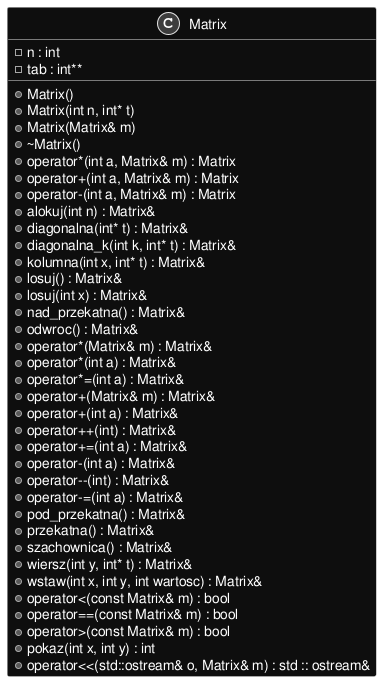 C Matrix
n : int
tab : int**
Matrix()
Matrix(int n, int* t)
Matrix(Matrix& m)
~Matrix()
operator*(int a, Matrix& m) : Matrix
operator+(int a, Matrix& m) : Matrix
operator-(int a, Matrix& m) : Matrix
alokuj(int n) : Matrix&
diagonalna(int* t) : Matrix&
diagonalna_k(int k, int* t) : Matrix&
kolumna(int x, int* t) : Matrix&
losuj() : Matrix&
losuj(int x) : Matrix&
nad_przekatna() : Matrix&
odwroc() : Matrix&
operator*(Matrix& m) : Matrix&
operator*(int a) : Matrix&
operator*=(int a) : Matrix&
operator+(Matrix& m) : Matrix&
operator+(int a) : Matrix&
operator++(int) : Matrix&
operator+=(int a) : Matrix&
operator-(int a) : Matrix&
operator--(int) : Matrix&
operator-=(int a) : Matrix&
pod_przekatna() : Matrix&
przekatna() : Matrix&
szachownica() : Matrix&
wiersz(int y, int* t) : Matrix&
wstaw(int x, int y, int wartosc) : Matrix&
operator<(const Matrix& m) : bool
operator==(const Matrix& m) : bool
operator>(const Matrix& m) : bool
pokaz(int x, int y) : int
operator<<(std::ostream& o, Matrix& m) : std :: ostream&